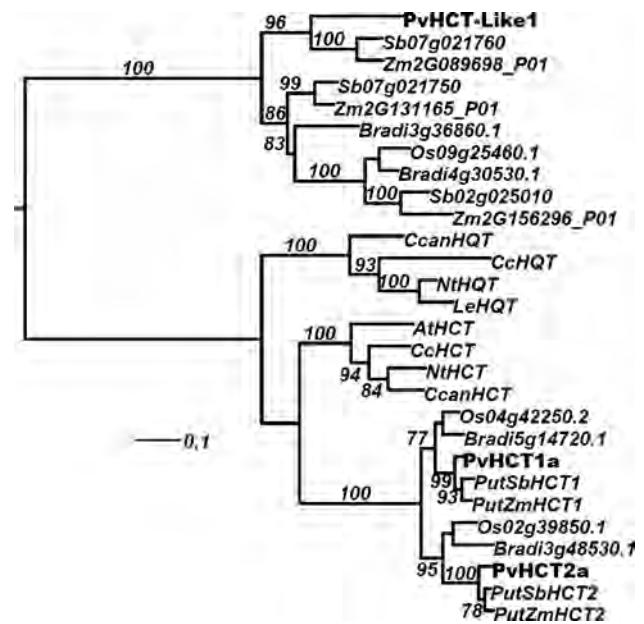 96 PvHCT-Like1
100 Sb07g021760
Zm2G089698_P01
100
99 Sb07g021750
Zm2G131165_P01
86
Bradi3g36860.1
83
Os09g25460.1
100 Bradi4g30530.1
100 Sb02g025010
Zm2G156296_P01
100 CcanHQT
93 CcHQT
100 NtHQT
LeHQT
100 AtHCT
CcHCT
94 NtHCT
84 CcanHCT
Os04g42250.2
77 Bradi5g14720.1
0,1
PvHCT1a
99 PutSbHCT1
93 PutZmHCT1
100
Os02g39850.1
Bradi3g48530.1
95 100 PvHCT2a
PutSbHCT2
78 PutZmHCT2